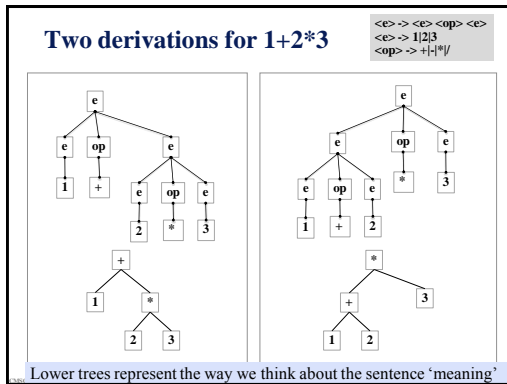 Two derivations for 1+2*3
<e> -> <e> <op> <e>
<e> -> 1|2|3
<op> -> +|-|*|/
e
e op e
1 + e op e
2 * 3
+
1 *
2 3
e
e op e
e op e * 3
1 + 2
*
+ 3
1 2
CMSC
Lower trees represent the way we think about the sentence ‘meaning’